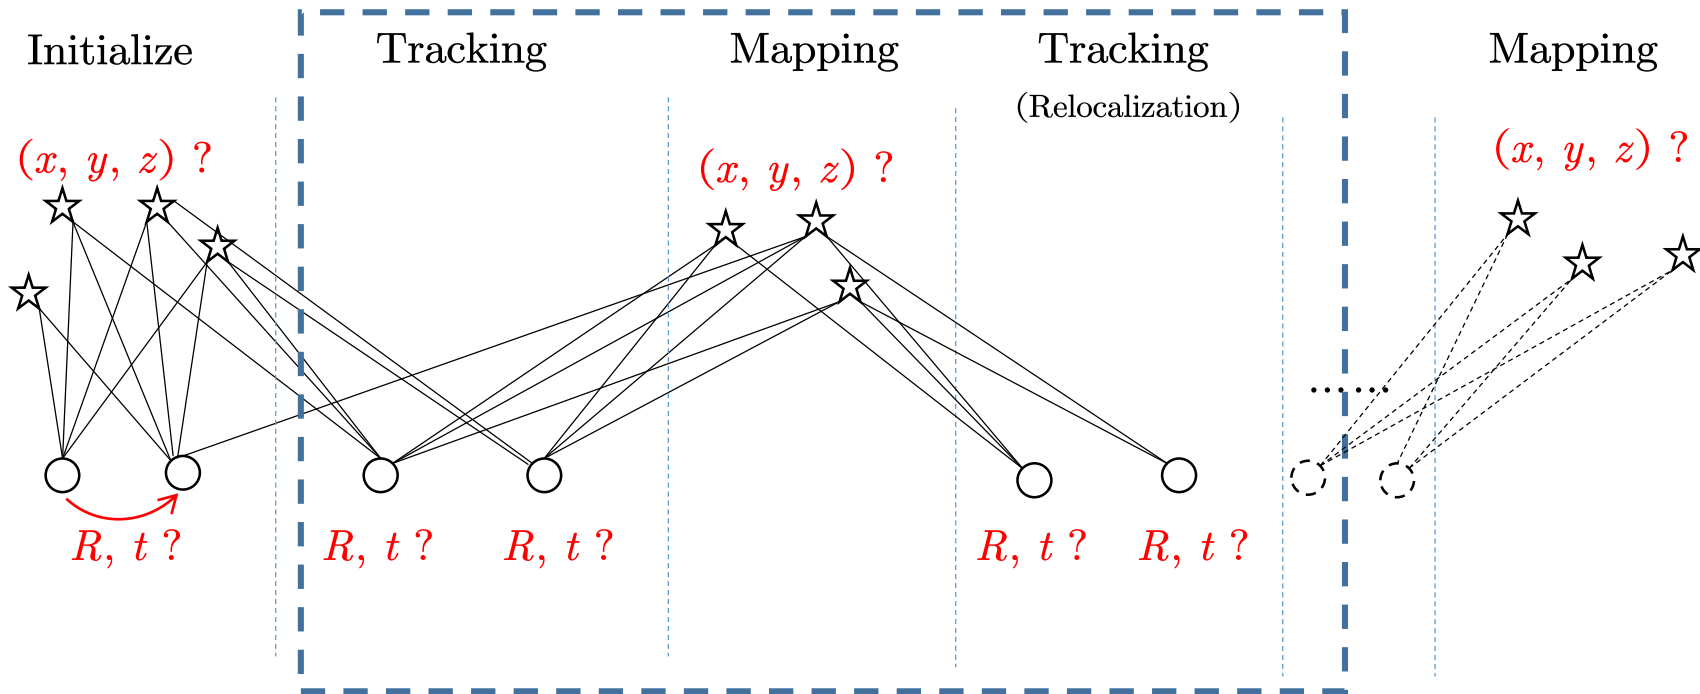 Initialize
Tracking
Mapping
Tracking
(Relocalization)
Mapping
(x, y, z) ?
(x, y, z) ?
(x, y, z) ?
......
R, t ?
R, t ?
R, t ?
R, t ?
R, t ?